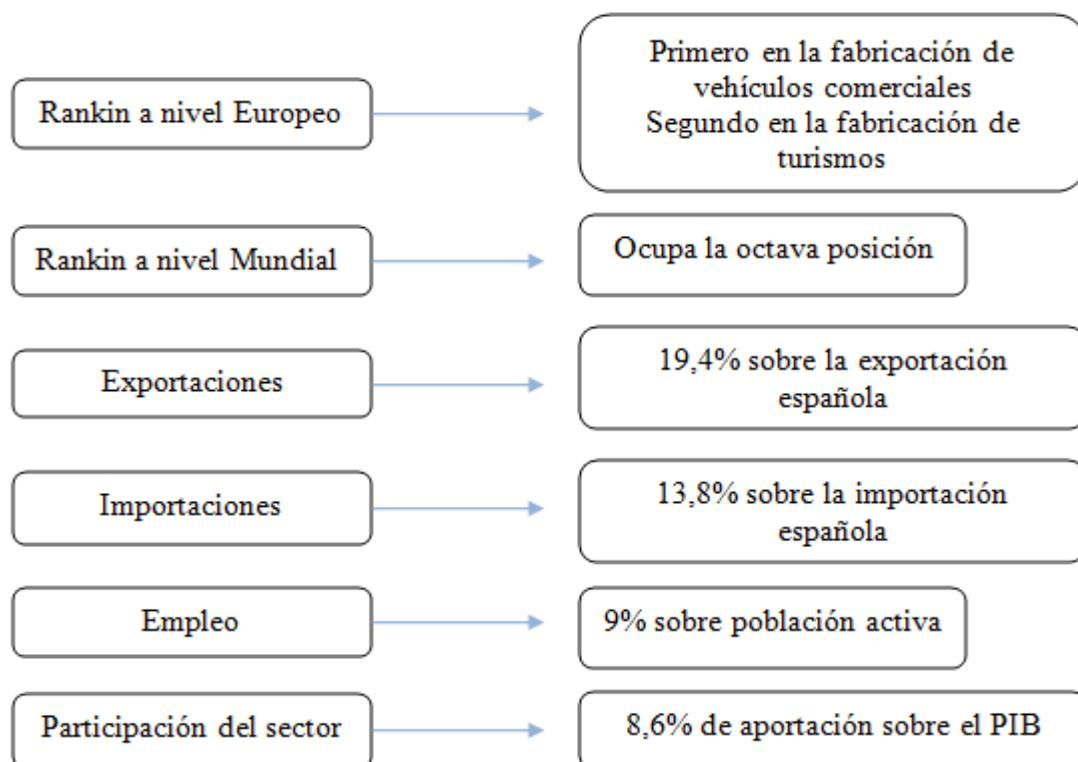 Rankin a nivel Europeo
Primero en la fabricación de
vehículos comerciales
Segundo en la fabricación de
turismos
Rankin a nivel Mundial
Ocupa la octava posición
Exportaciones
19,4% sobre la exportación
española
Importaciones
13,8% sobre la importación
española
Empleo
9% sobre población activa
Participación del sector
8,6% de aportación sobre el PIB